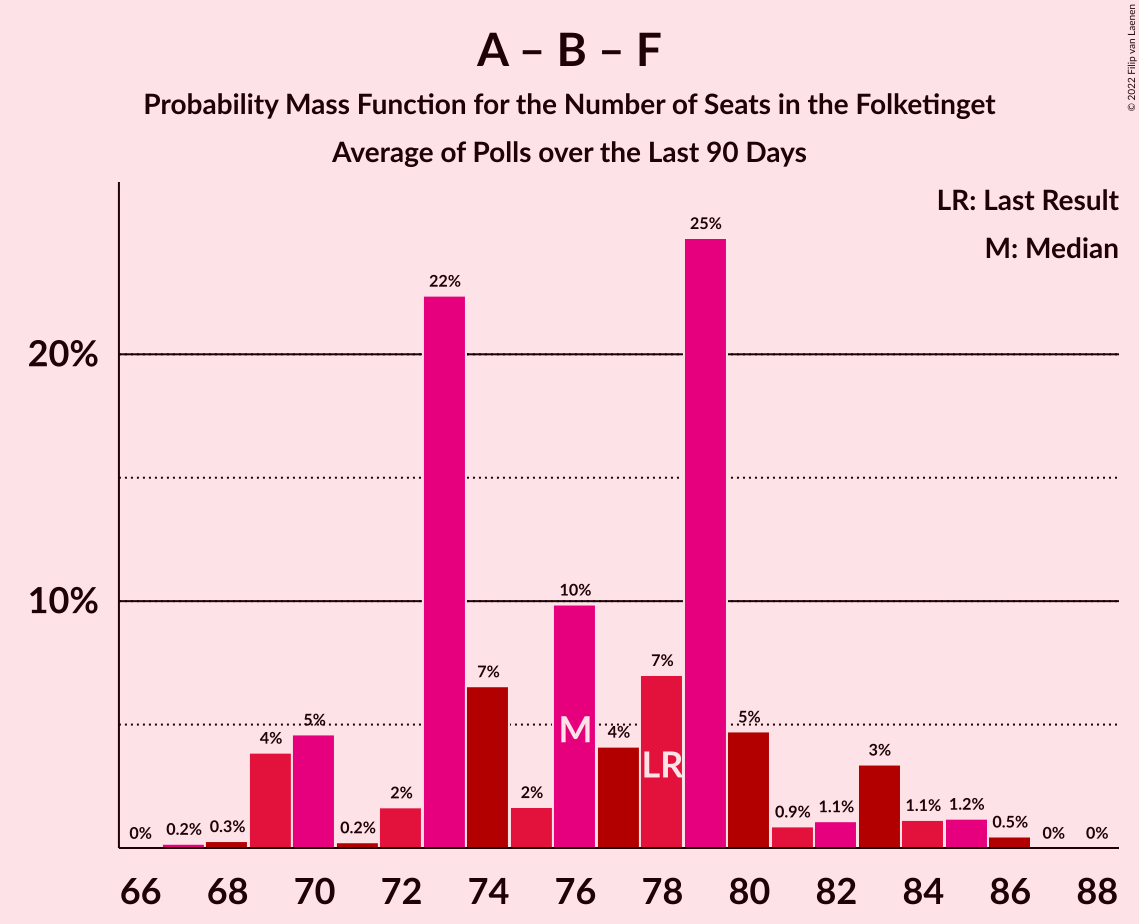 A – B – F
Probability Mass Function for the Number of Seats in the Folketinget
Average of Polls over the Last 90 Days
© 2022 Filip van Laenen
LR: Last Result
M: Median
20%
10%
0%
0.2%
0.3%
4%
5%
0.2%
2%
22%
7%
2%
10%
4%
7%
25%
5%
0.9%
1.1%
3%
1.1%
1.2%
0.5%
0%
0%
M
LR
66 68 70 72 74 76 78 80 82 84 86 88